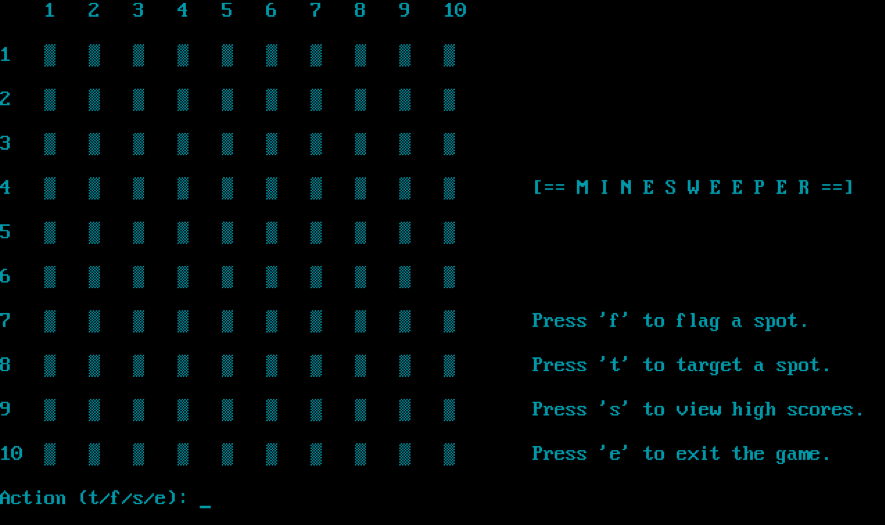 1 2 3 4 5 6 7 8 9 10
1 ▒ ▒ ▒ ▒ ▒ ▒ ▒ ▒ ▒ ▒
2 ▒ ▒ ▒ ▒ ▒ ▒ ▒ ▒ ▒ ▒
3 ▒ ▒ ▒ ▒ ▒ ▒ ▒ ▒ ▒ ▒
4 ▒ ▒ ▒ ▒ ▒ ▒ ▒ ▒ ▒ ▒ [== M I N E S W E E P E R ==]
5 ▒ ▒ ▒ ▒ ▒ ▒ ▒ ▒ ▒ ▒
6 ▒ ▒ ▒ ▒ ▒ ▒ ▒ ▒ ▒ ▒
7 ▒ ▒ ▒ ▒ ▒ ▒ ▒ ▒ ▒ ▒ Press 'f' to flag a spot.
8 ▒ ▒ ▒ ▒ ▒ ▒ ▒ ▒ ▒ ▒ Press 't' to target a spot.
9 ▒ ▒ ▒ ▒ ▒ ▒ ▒ ▒ ▒ ▒ Press 's' to view high scores.
10 ▒ ▒ ▒ ▒ ▒ ▒ ▒ ▒ ▒ ▒ Press 'e' to exit the game.
Action (t/f/s/e): _